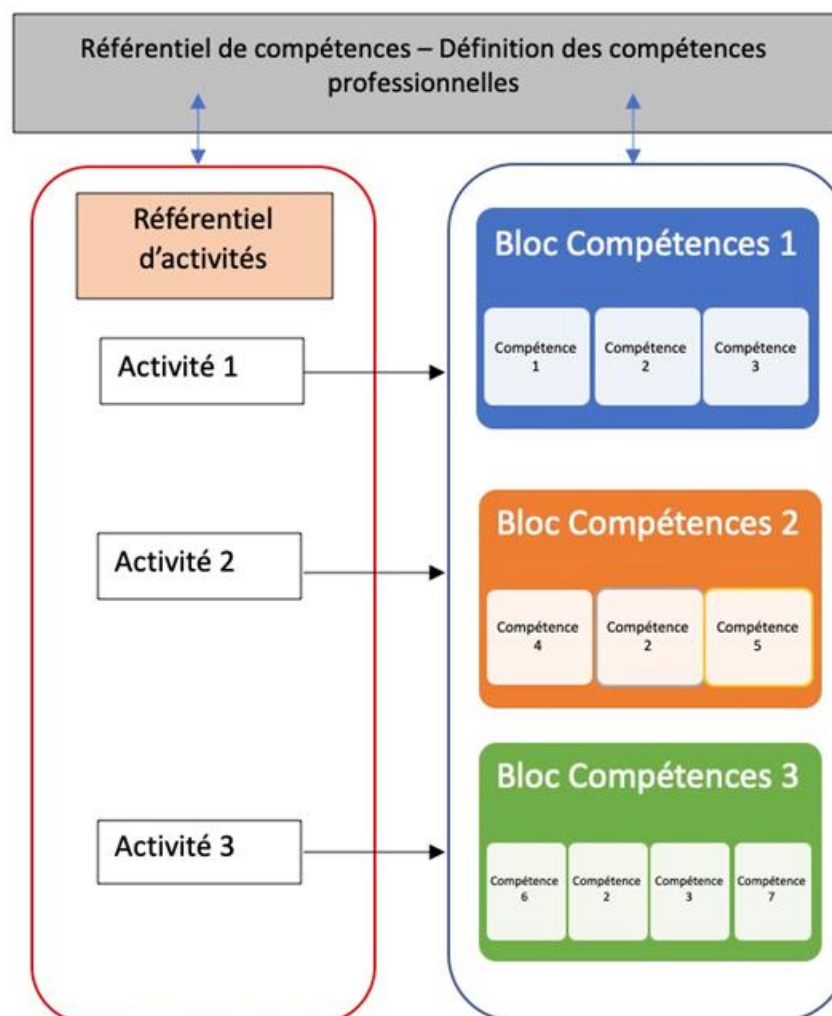 Référentiel de compétences – Définition des compétences
professionnelles
Référentiel
d’activités
Activité 1
Bloc Compétences 1
Compétence
1
Compétence
2
Compétence
3
Activité 2
Bloc Compétences 2
Compétence
4
Compétence
2
Compétence
5
Activité 3
Bloc Compétences 3
Compétence
6
Compétence
2
Compétence
3
Compétence
7